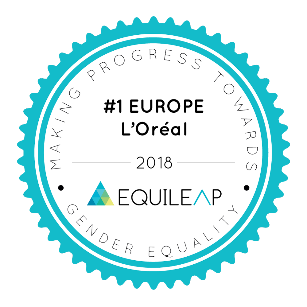 MAKING PROGRESS TOWARDS
#1 EUROPE
L'Oréal
2018
EQUILEAP
GENDER EQUALITY